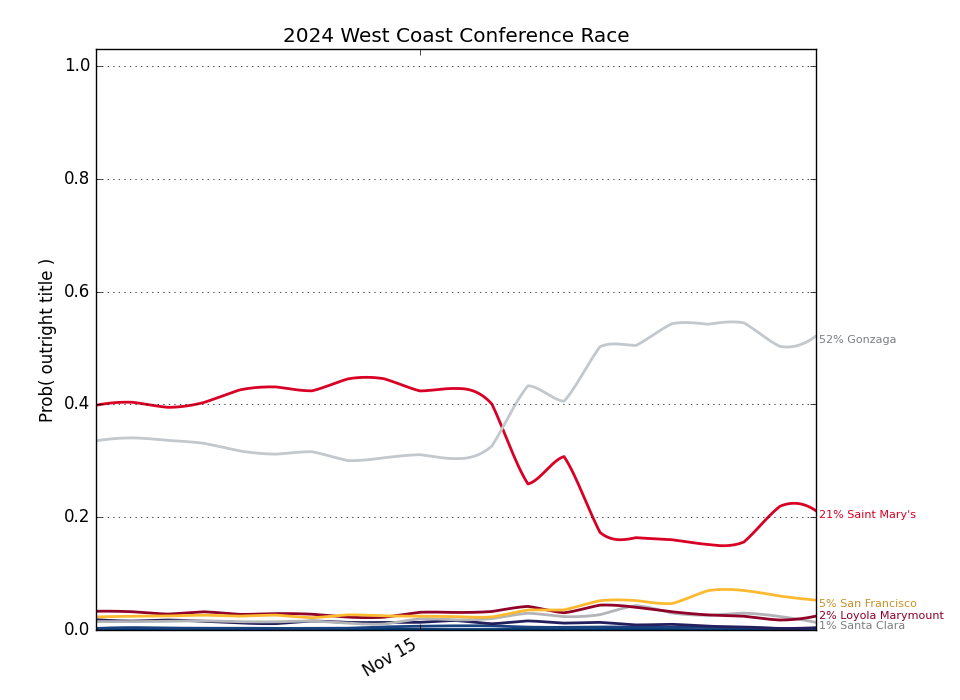 2024 West Coast Conference Race
Prob( outright title )
1.0
0.8
0.6
0.4
0.2
0.0
Nov 15
52% Gonzaga
21% Saint Mary's
5% San Francisco
2% Loyola Marymount
1% Santa Clara